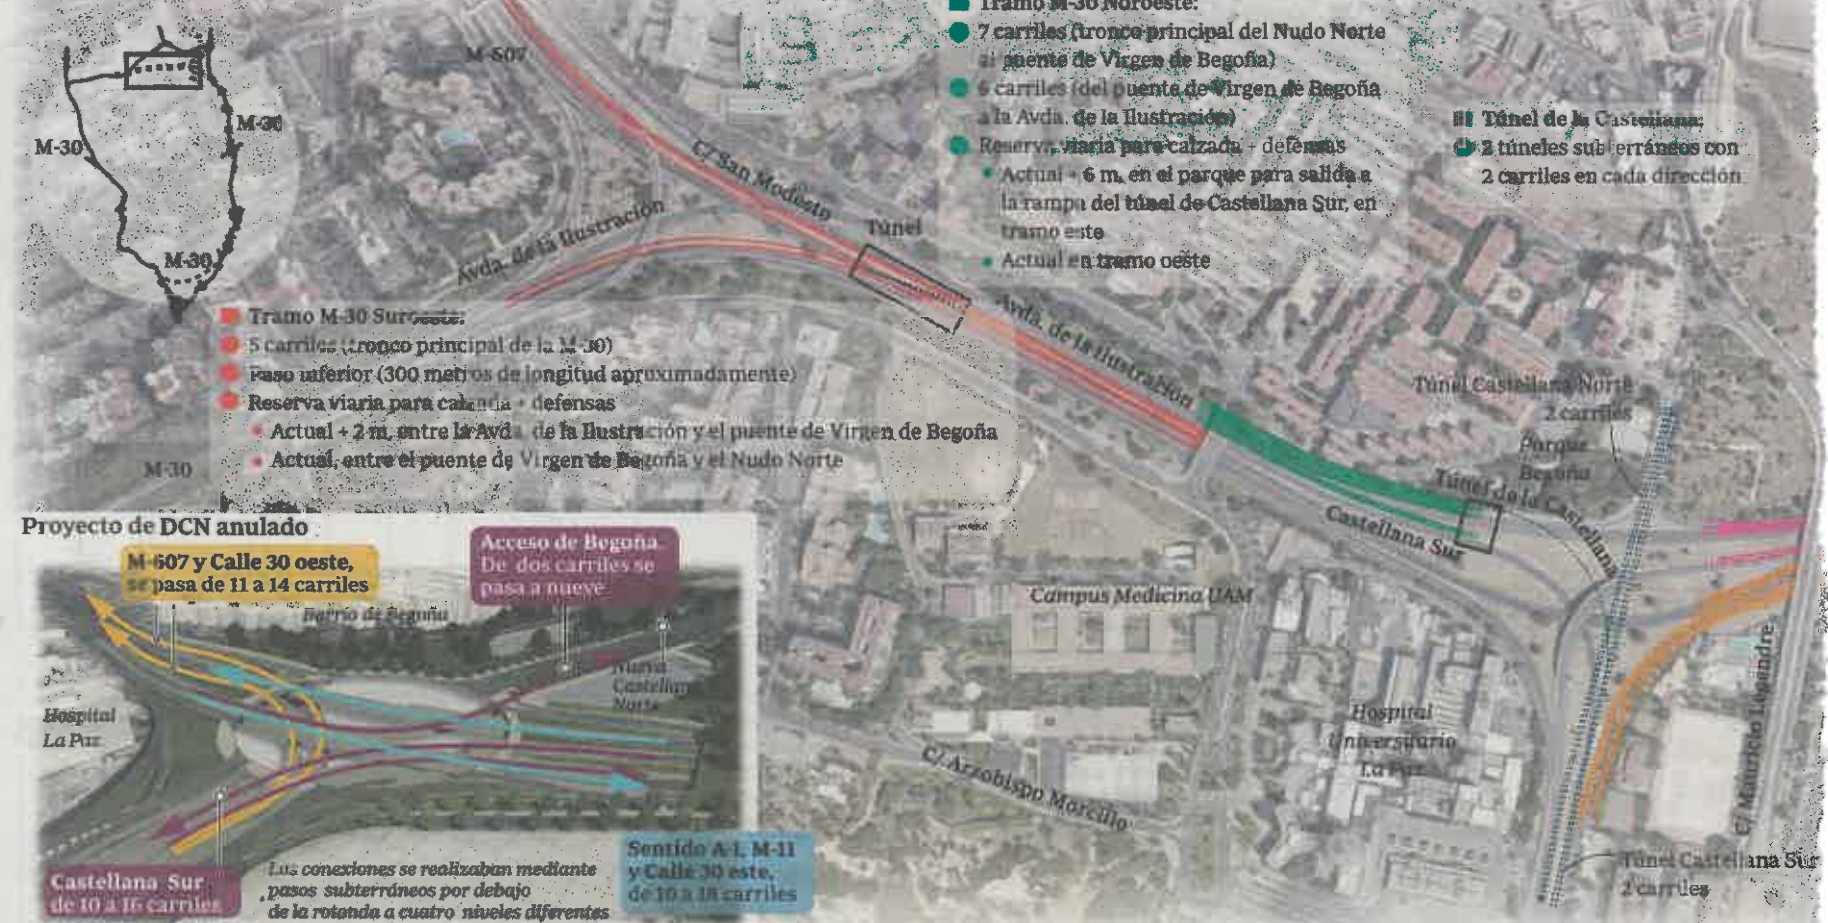 Tramo M-30 Noroeste:
7 carriles (tronco principal del Nudo Norte
al puente de Virgen de Begoña)
6 carriles (del puente de Virgen de Begoña
a la Avda. de la Ilustración)
Reserva viaria para calzada + defensas
Actual + 6 m, en el parque para salida a
la rampa del túnel de Castellana Sur, en
tramo este
Actual en tramo oeste
Túnel de la Castellana:
2 túneles subterráneos con
2 carriles en cada dirección
M-607
M-30
M-30
M-30
C/ San Modesto
Avda. de la Ilustración
Túnel
Avda. de la Ilustración
Tramo M-30 Suroeste:
5 carriles (tronco principal de la M-30)
Paso inferior (300 metros de longitud aproximadamente)
Reserva viaria para calzada + defensas
Actual + 2 m, entre la Avda. de la Ilustración y el puente de Virgen de Begoña
Actual, entre el puente de Virgen de Begoña y el Nudo Norte
M-30
Túnel Castellana Norte
2 carriles
Parque
Begoña
Túnel de la Castellana
Castellana Sur
Campus Medicina UAM
Hospital
Universitario
La Paz
C/ Arzobispo Morcillo
C/ Mauricio Legendre
Túnel Castellana Sur
2 carriles
Proyecto de DCN anulado
M-607 y Calle 30 oeste,
se pasa de 11 a 14 carriles
Acceso de Begoña
De dos carriles se
pasa a nueve
Barrio de Begoña
Nueva
Castellana
Norte
Hospital
La Paz
Castellana Sur
de 10 a 16 carriles
Las conexiones se realizaban mediante
pasos subterráneos por debajo
de la rotonda a cuatro niveles diferentes
Sentido A-1, M-11
y Calle 30 este,
de 10 a 18 carriles